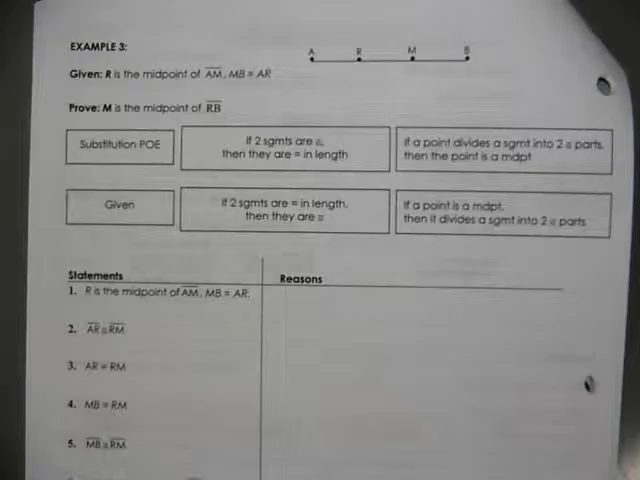 EXAMPLE 3:
A R M B
Given: R is the midpoint of AM, MB = AR
Prove: M is the midpoint of RB
Substitution POE
If 2 sgmts are ≅,
then they are = in length
If a point divides a sgmt into 2 ≅ parts,
then the point is a mdpt
Given
If 2 sgmts are = in length,
then they are ≅
If a point is a mdpt,
then it divides a sgmt into 2 ≅ parts
Statements
Reasons
1. R is the midpoint of AM, MB = AR.
2. AR ≅ RM
3. AR = RM
4. MB = RM
5. MB ≅ RM